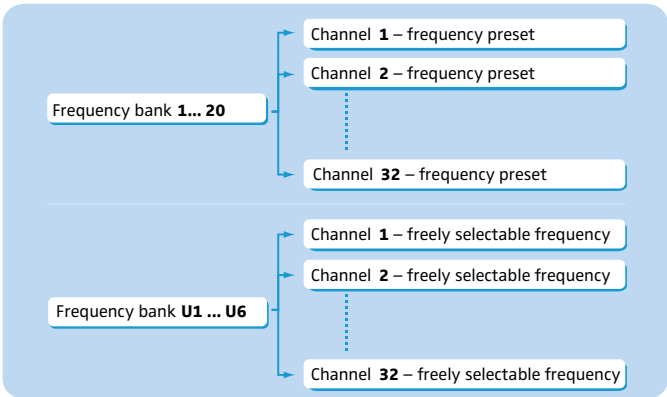 Channel 1 – frequency preset
Channel 2 – frequency preset
Frequency bank 1... 20
Channel 32 – frequency preset
Channel 1 – freely selectable frequency
Channel 2 – freely selectable frequency
Frequency bank U1 ... U6
Channel 32 – freely selectable frequency